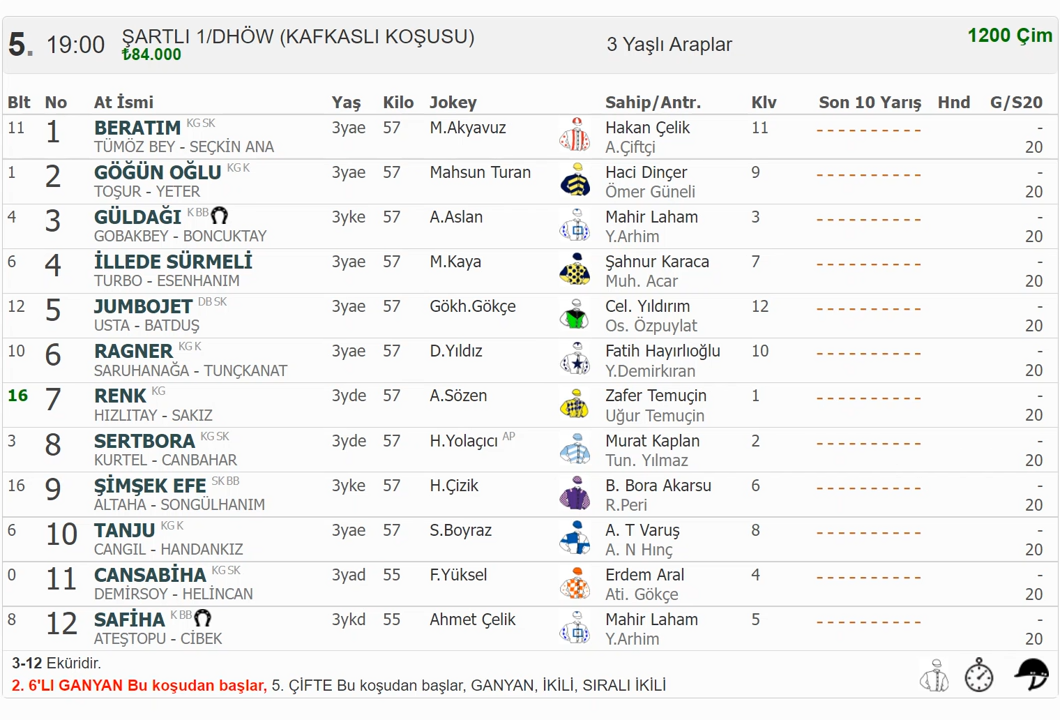 5. 19:00 ŞARTLI 1/DHÖW (KAFKASLI KOŞUSU) 3 Yaşlı Araplar 1200 Çim
₺84.000
Blt No At İsmi Yaş Kilo Jokey Sahip/Antr. Klv Son 10 Yarış Hnd G/S20
11 1 BERATIM KG SK 3yae 57 M.Akyavuz Hakan Çelik 11 - - - - - - - - - - -
TÜMÖZ BEY - SEÇKİN ANA A.Çiftçi 20
1 2 GÖĞÜN OĞLU KG K 3yae 57 Mahsun Turan Haci Dinçer 9 - - - - - - - - - - -
TOŞUR - YETER Ömer Güneli 20
4 3 GÜLDAĞI K BB 3yke 57 A.Aslan Mahir Laham 3 - - - - - - - - - - -
GOBAKBEY - BONCUKTAY Y.Arhim 20
6 4 İLLEDE SÜRMELİ 3yae 57 M.Kaya Şahnur Karaca 7 - - - - - - - - - - -
TURBO - ESENHANIM Muh. Acar 20
12 5 JUMBOJET DB SK 3yae 57 Gökh.Gökçe Cel. Yıldırım 12 - - - - - - - - - - -
USTA - BATDUŞ Os. Özpuylat 20
10 6 RAGNER KG K 3yae 57 D.Yıldız Fatih Hayırlıoğlu 10 - - - - - - - - - - -
SARUHANAĞA - TUNÇKANAT Y.Demirkıran 20
16 7 RENK KG 3yde 57 A.Sözen Zafer Temuçin 1 - - - - - - - - - - -
HIZLITAY - SAKIZ Uğur Temuçin 20
3 8 SERTBORA KG SK 3yde 57 H.Yolaçıcı AP Murat Kaplan 2 - - - - - - - - - - -
KURTEL - CANBAHAR Tun. Yılmaz 20
16 9 ŞİMŞEK EFE SK BB 3yke 57 H.Çizik B. Bora Akarsu 6 - - - - - - - - - - -
ALTAHA - SONGÜLHANIM R.Peri 20
6 10 TANJU KG K 3yae 57 S.Boyraz A. T Varuş 8 - - - - - - - - - - -
CANGIL - HANDANKIZ A. N Hınç 20
0 11 CANSABİHA KG SK 3yad 55 F.Yüksel Erdem Aral 4 - - - - - - - - - - -
DEMİRSOY - HELİNCAN Ati. Gökçe 20
8 12 SAFİHA K BB 3ykd 55 Ahmet Çelik Mahir Laham 5 - - - - - - - - - - -
ATEŞTOPU - CİBEK Y.Arhim 20
3-12 Eküridir.
2. 6'LI GANYAN Bu koşudan başlar, 5. ÇİFTE Bu koşudan başlar, GANYAN, İKİLİ, SIRALI İKİLİ